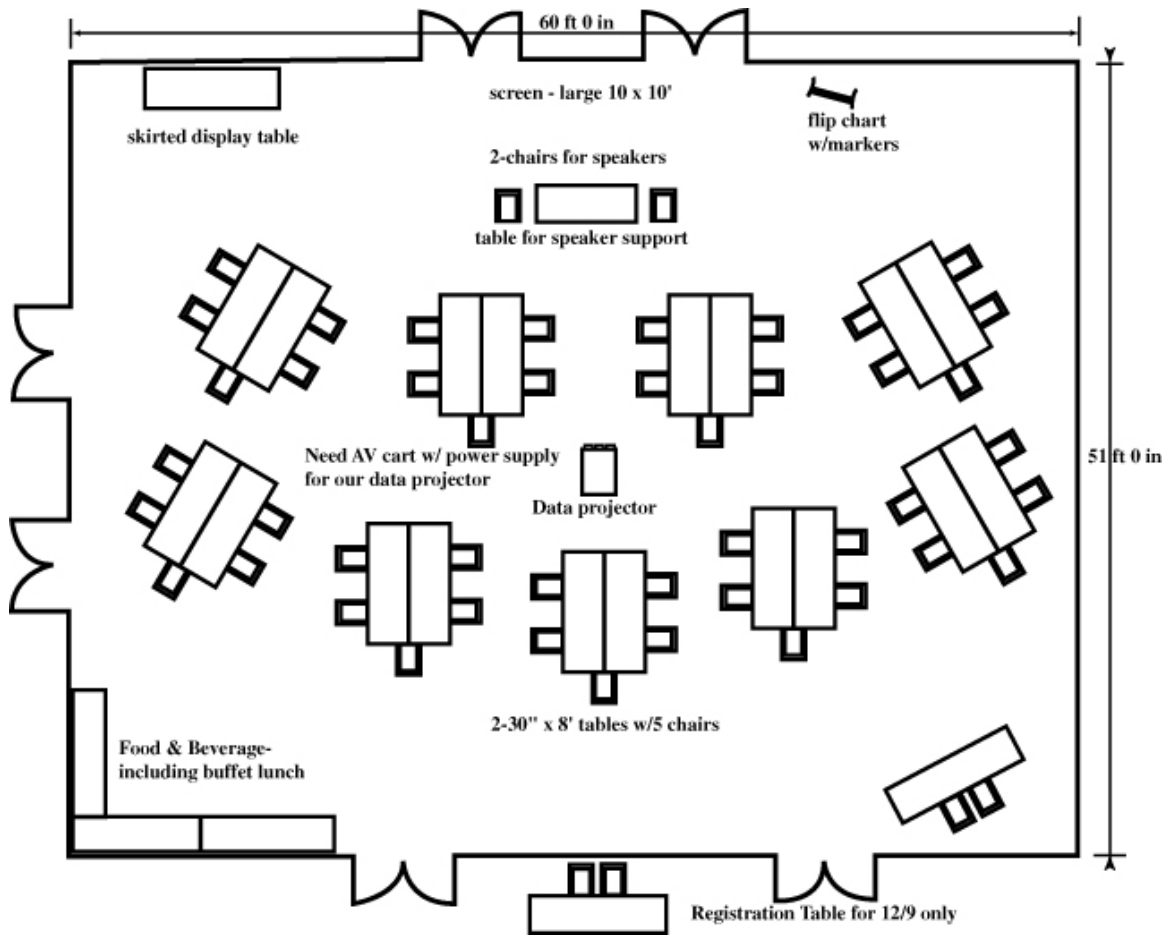 60 ft 0 in
screen - large 10 x 10'
skirted display table
flip chart
w/markers
2-chairs for speakers
table for speaker support
51 ft 0 in
Need AV cart w/ power supply
for our data projector
Data projector
2-30" x 8' tables w/5 chairs
Food & Beverage-
including buffet lunch
Registration Table for 12/9 only